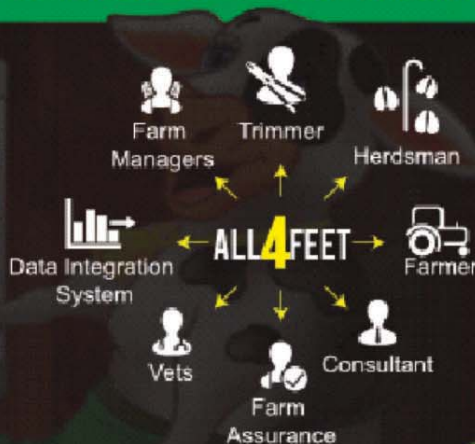 Farm
Managers
Trimmer
Herdsman
Data Integration
System
ALL4FEET
Farmer
Vets
Consultant
Farm
Assurance